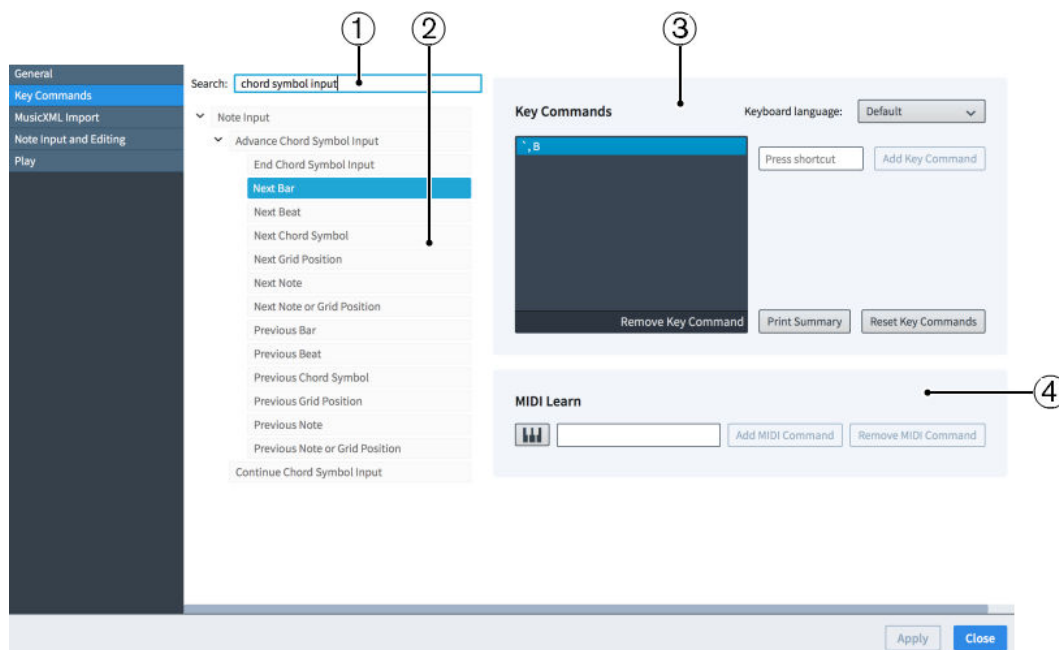 1
2
3
4
General
Key Commands
MusicXML Import
Note Input and Editing
Play
Search: chord symbol input
Note Input
Advance Chord Symbol Input
End Chord Symbol Input
Next Bar
Next Beat
Next Chord Symbol
Next Grid Position
Next Note
Next Note or Grid Position
Previous Bar
Previous Beat
Previous Chord Symbol
Previous Grid Position
Previous Note
Previous Note or Grid Position
Continue Chord Symbol Input
Key Commands
Keyboard language: Default
`, B
Press shortcut
Add Key Command
Remove Key Command
Print Summary
Reset Key Commands
MIDI Learn
Add MIDI Command
Remove MIDI Command
Apply
Close